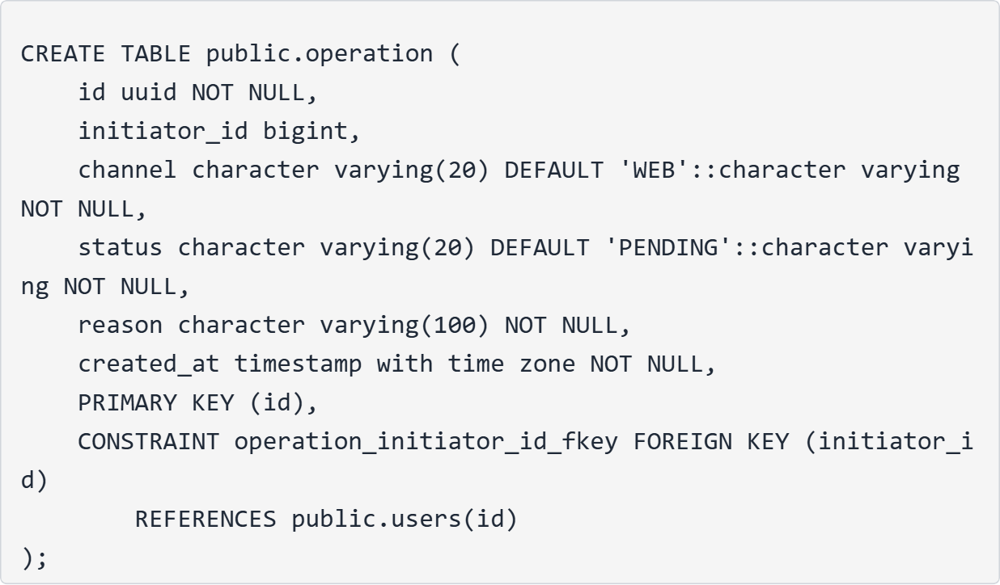 CREATE TABLE public.operation (
    id uuid NOT NULL,
    initiator_id bigint,
    channel character varying(20) DEFAULT 'WEB'::character varying
NOT NULL,
    status character varying(20) DEFAULT 'PENDING'::character varyi
ng NOT NULL,
    reason character varying(100) NOT NULL,
    created_at timestamp with time zone NOT NULL,
    PRIMARY KEY (id),
    CONSTRAINT operation_initiator_id_fkey FOREIGN KEY (initiator_i
d)
        REFERENCES public.users(id)
);